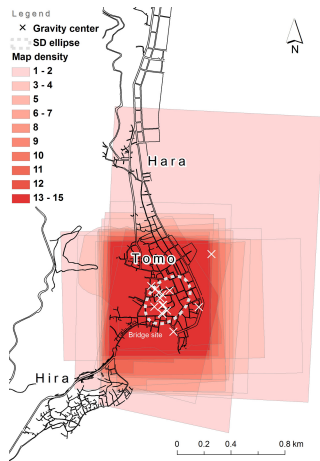 Legend
Gravity center
SD ellipse
Map density
1 - 2
3 - 4
5
6 - 7
8
9
10
11
12
13 - 15
N
Hara
Tomo
Bridge site
Hira
0 0.2 0.4 0.8 km